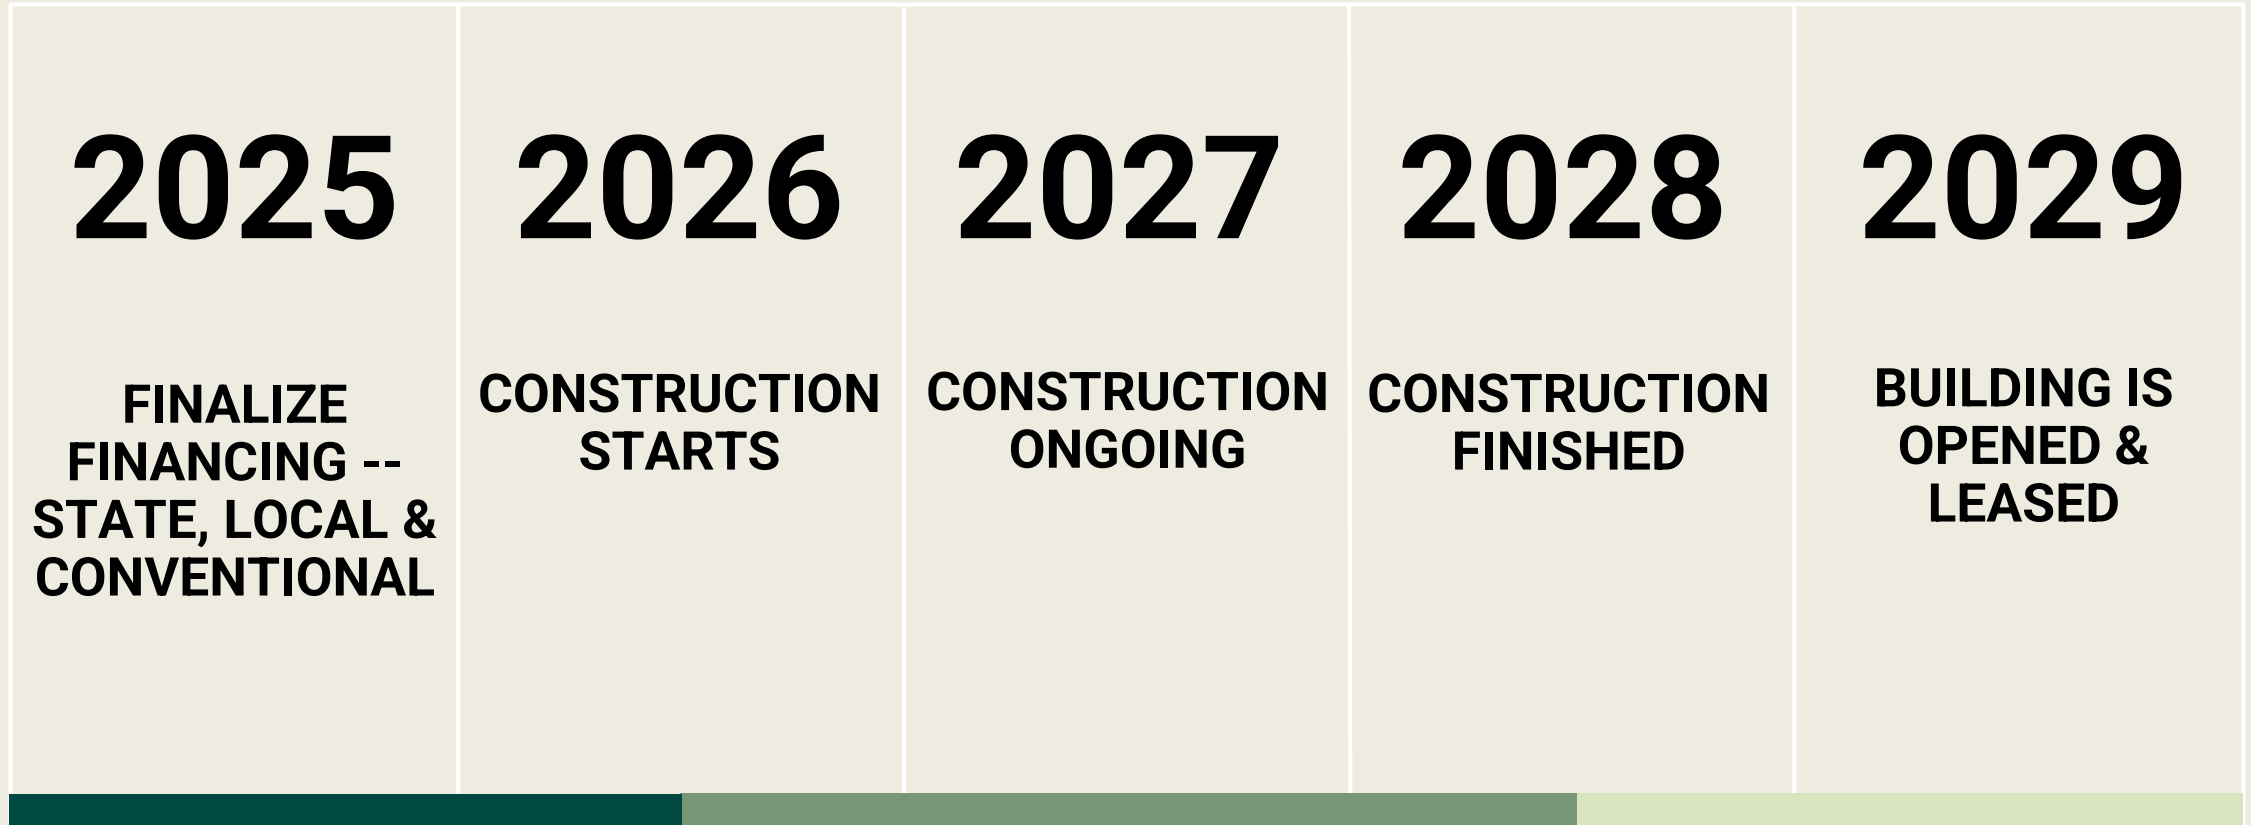 2025
FINALIZE
FINANCING --
STATE, LOCAL &
CONVENTIONAL
2026
CONSTRUCTION
STARTS
2027
CONSTRUCTION
ONGOING
2028
CONSTRUCTION
FINISHED
2029
BUILDING IS
OPENED &
LEASED